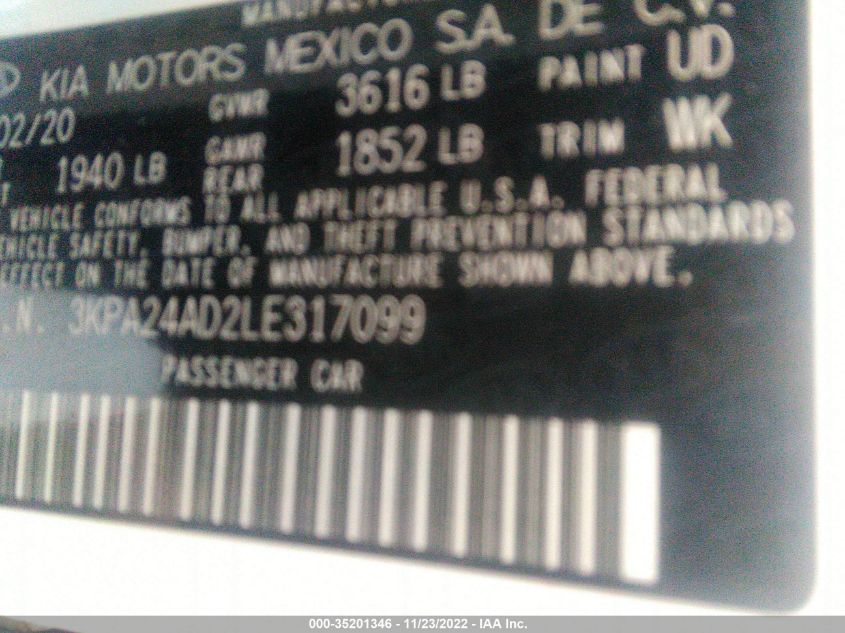 MANUFACTURED
KIA MOTORS MEXICO S.A. DE C.V.
02/20 GVWR 3616 LB PAINT UD
1940 LB GAWR REAR 1852 LB TRIM WK
VEHICLE CONFORMS TO ALL APPLICABLE U.S.A. FEDERAL
EHICLE SAFETY, BUMPER, AND THEFT PREVENTION STANDARDS
EFFECT ON THE DATE OF MANUFACTURE SHOWN ABOVE.
.N. 3KPA24AD2LE317099
PASSENGER CAR
000-35201346 - 11/23/2022 - IAA Inc.